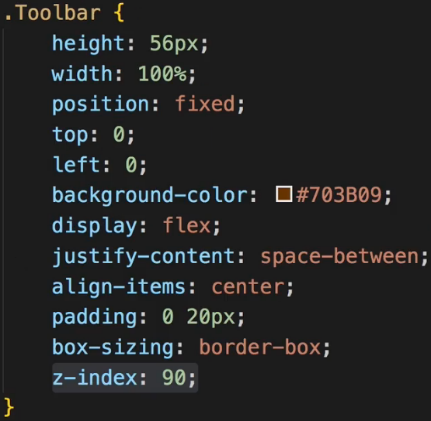 .Toolbar {
    height: 56px;
    width: 100%;
    position: fixed;
    top: 0;
    left: 0;
    background-color: #703B09;
    display: flex;
    justify-content: space-between;
    align-items: center;
    padding: 0 20px;
    box-sizing: border-box;
    z-index: 90;
}